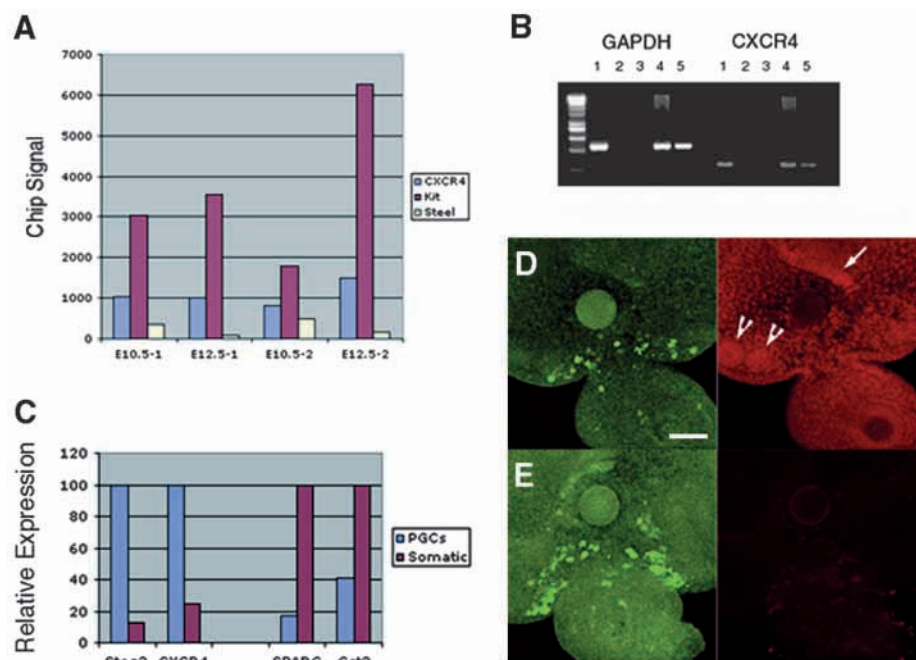 A
Chip Signal
7000
6000
5000
4000
3000
2000
1000
0
E10.5-1 E12.5-1 E10.5-2 E12.5-2
CXCR4
Kit
Steel
B
GAPDH CXCR4
1 2 3 4 5 1 2 3 4 5
C
Relative Expression
120
100
80
60
40
20
0
CXCR4
PGCs
Somatic
D
E